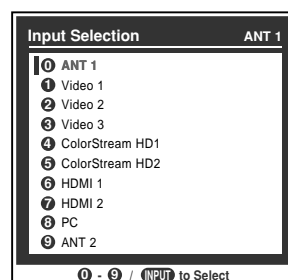 Input Selection ANT 1
0 ANT 1
1 Video 1
2 Video 2
3 Video 3
4 ColorStream HD1
5 ColorStream HD2
6 HDMI 1
7 HDMI 2
8 PC
9 ANT 2
0 - 9 / INPUT to Select